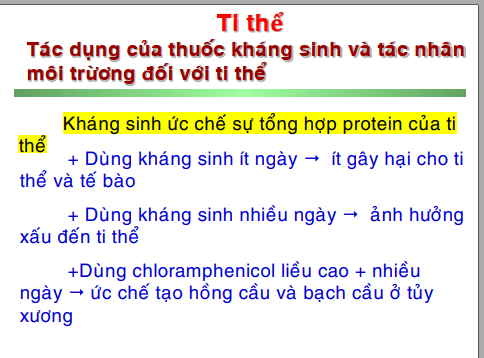 Ti thể
Tác dụng của thuốc kháng sinh và tác nhân
môi trường đối với ti thể
Kháng sinh ức chế sự tổng hợp protein của ti
thể
+ Dùng kháng sinh ít ngày → ít gây hại cho ti
thể và tế bào
+ Dùng kháng sinh nhiều ngày → ảnh hưởng
xấu đến ti thể
+Dùng chloramphenicol liều cao + nhiều
ngày → ức chế tạo hồng cầu và bạch cầu ở tủy
xương